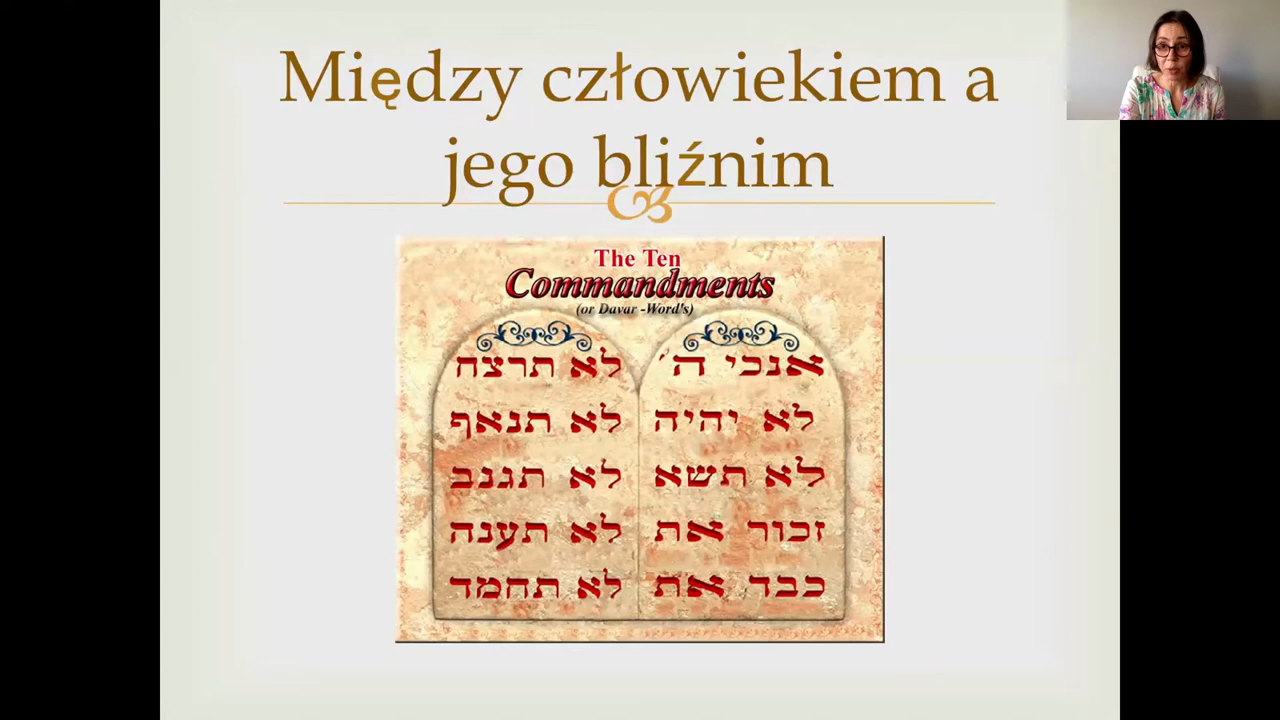 Między człowiekiem a
jego bliźnim
The Ten
Commandments
(or Davar -Word's)
אנכי ה'
לא יהיה
לא תשא
זכור את
כבד את
לא תרצח
לא תנאף
לא תגנב
לא תענה
לא תחמד